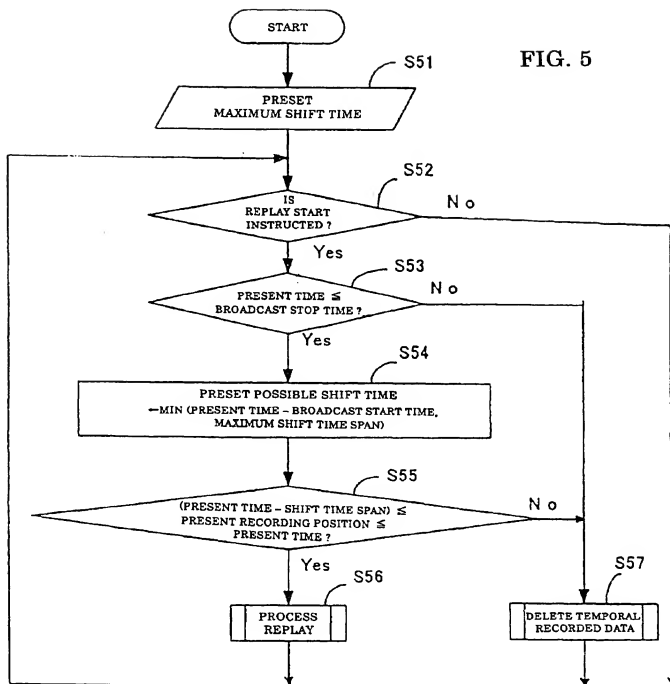 START
FIG. 5
S51
PRESET
MAXIMUM SHIFT TIME
S52
IS
REPLAY START
INSTRUCTED ?
No
Yes
S53
PRESENT TIME ≦
BROADCAST STOP TIME ?
No
Yes
S54
PRESET POSSIBLE SHIFT TIME
←MIN (PRESENT TIME – BROADCAST START TIME,
MAXIMUM SHIFT TIME SPAN)
S55
(PRESENT TIME – SHIFT TIME SPAN) ≦
PRESENT RECORDING POSITION ≦
PRESENT TIME ?
No
Yes
S56
PROCESS
REPLAY
S57
DELETE TEMPORAL
RECORDED DATA